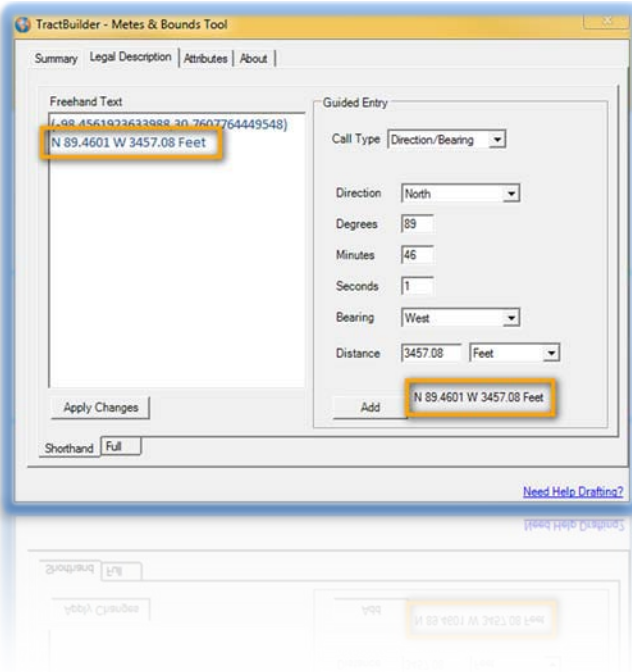 TractBuilder - Metes & Bounds Tool
Summary Legal Description Attributes About
Freehand Text
(-98.4561923633988,30.7607764449548)
N 89.4601 W 3457.08 Feet
Apply Changes
Guided Entry
Call Type Direction/Bearing
Direction North
Degrees 89
Minutes 46
Seconds 1
Bearing West
Distance 3457.08 Feet
Add N 89.4601 W 3457.08 Feet
Shorthand Full
Need Help Drafting?